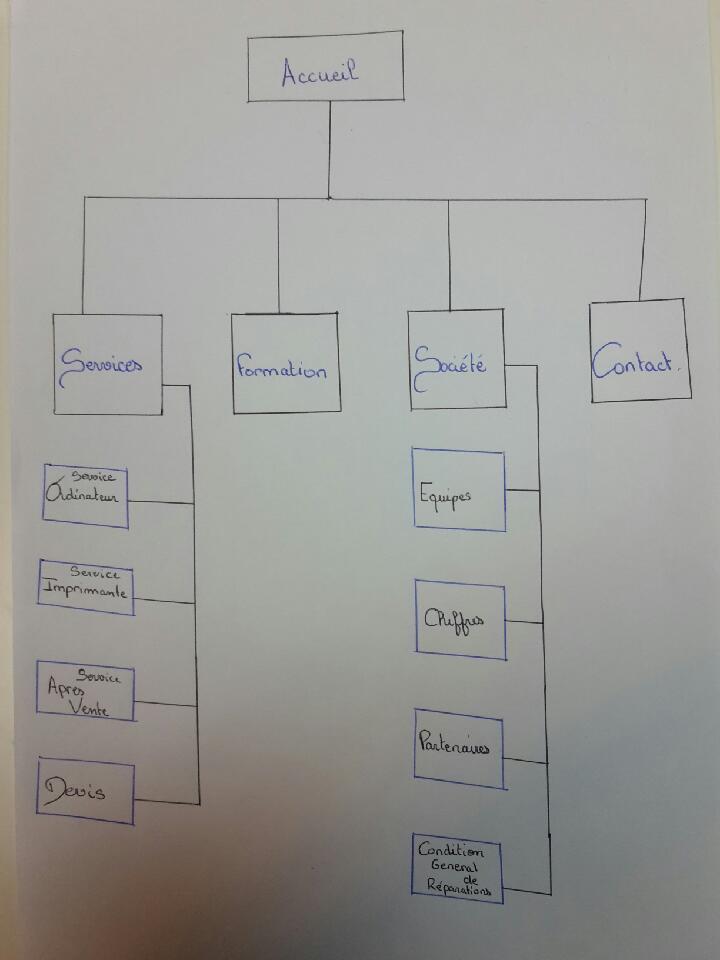 Accueil
Services
Formation
Société
Contact.
Service
Ordinateur
Service
Imprimante
Service
Apres
Vente
Devis
Equipes
Chiffres
Partenaires
Condition
General
de
Réparations